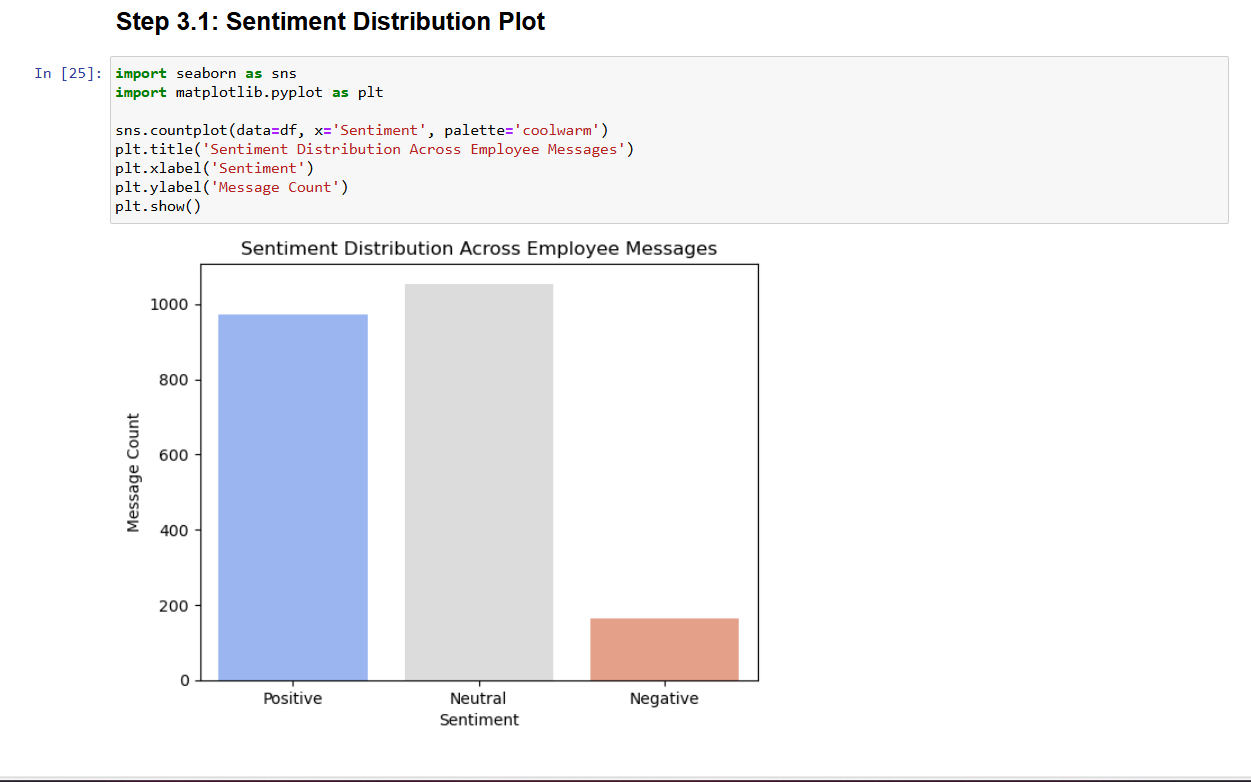 Step 3.1: Sentiment Distribution Plot
In [25]:
import seaborn as sns
import matplotlib.pyplot as plt
sns.countplot(data=df, x='Sentiment', palette='coolwarm')
plt.title('Sentiment Distribution Across Employee Messages')
plt.xlabel('Sentiment')
plt.ylabel('Message Count')
plt.show()
Sentiment Distribution Across Employee Messages
Message Count
1000
800
600
400
200
0
Positive Neutral Negative
Sentiment